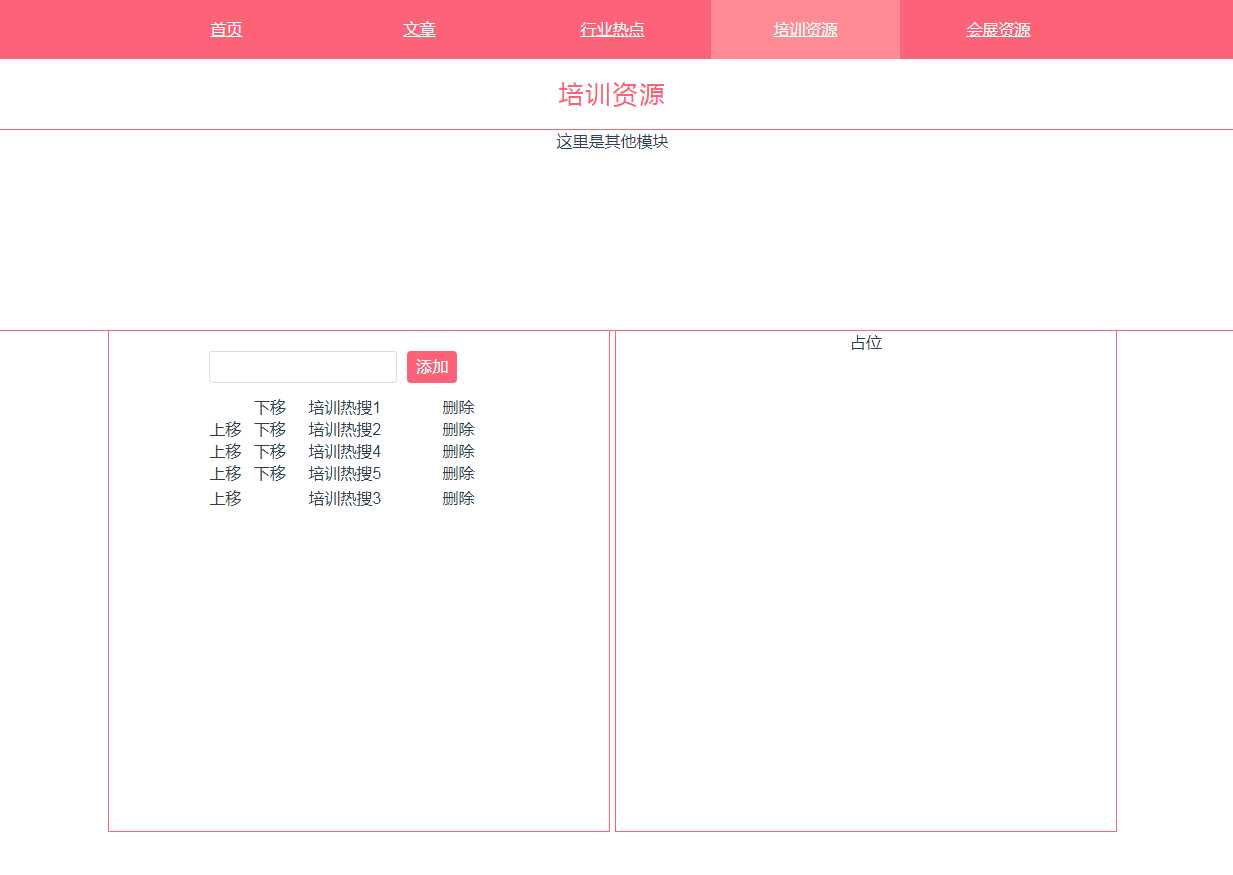 首页 文章 行业热点 培训资源 会展资源
培训资源
这里是其他模块
添加
下移 培训热搜1 删除
上移 下移 培训热搜2 删除
上移 下移 培训热搜4 删除
上移 下移 培训热搜5 删除
上移 培训热搜3 删除
占位